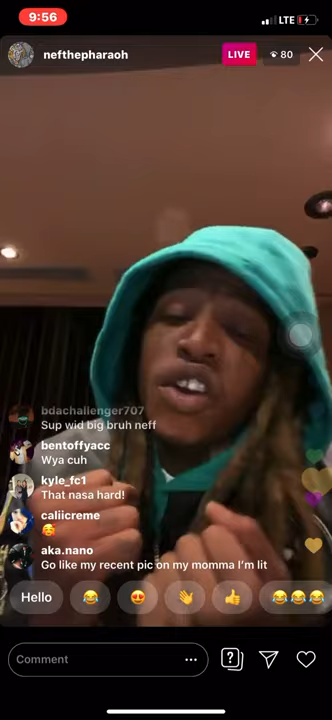 9:56
LTE
nefthepharaoh
LIVE
80
bdachallenger707
Sup wid big bruh neff
bentoffyacc
Wya cuh
kyle_fc1
That nasa hard!
caliicreme
🥰
aka.nano
Go like my recent pic on my momma I'm lit
Hello 😂 😍 👋 👍 😂😂😂
Comment